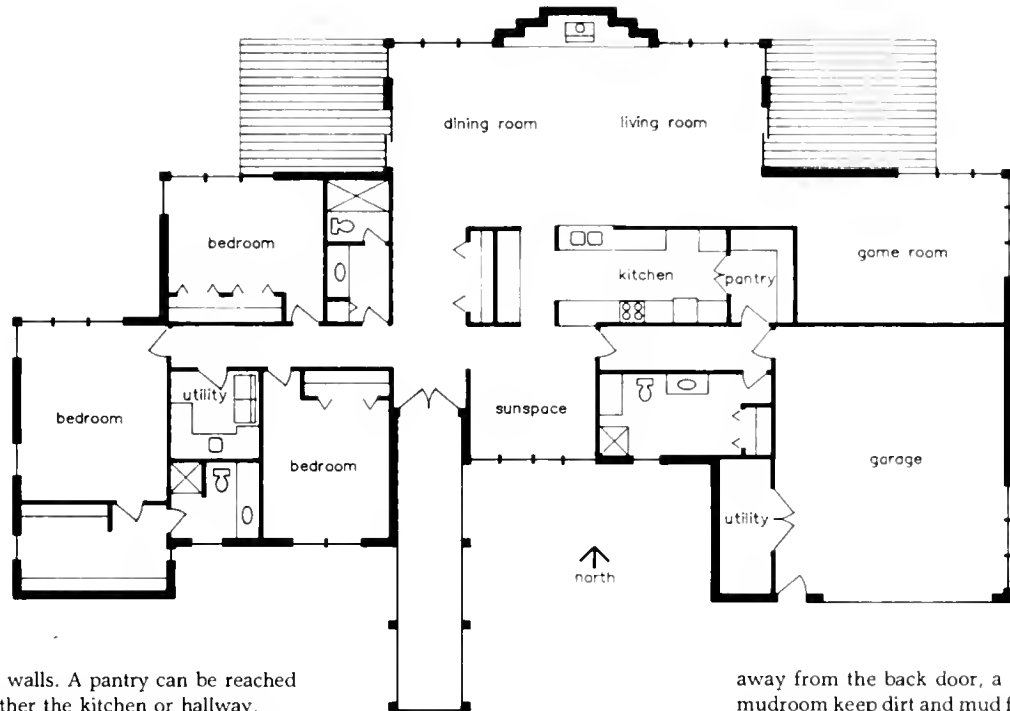 dining room
living room
bedroom
kitchen
pantry
game room
bedroom
utility
bedroom
sunspace
garage
utility
north
walls. A pantry can be reached
ther the kitchen or hallway.
away from the back door, a
mudroom keep dirt and mud f